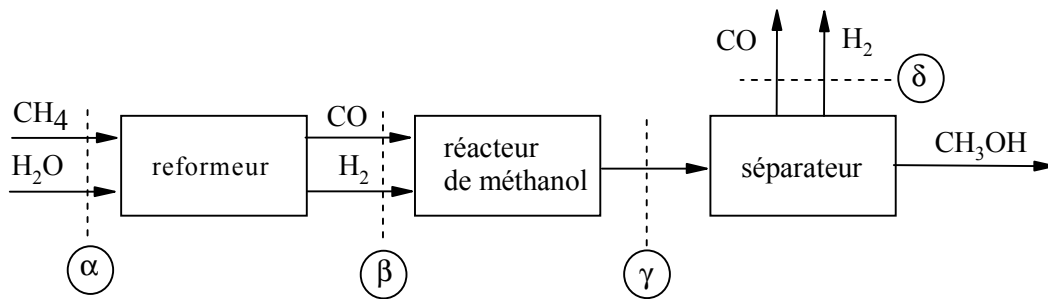 CO
H₂
δ
CH₄
CO
H₂O
reformeur
H₂
réacteur
de méthanol
séparateur
CH₃OH
α
β
γ